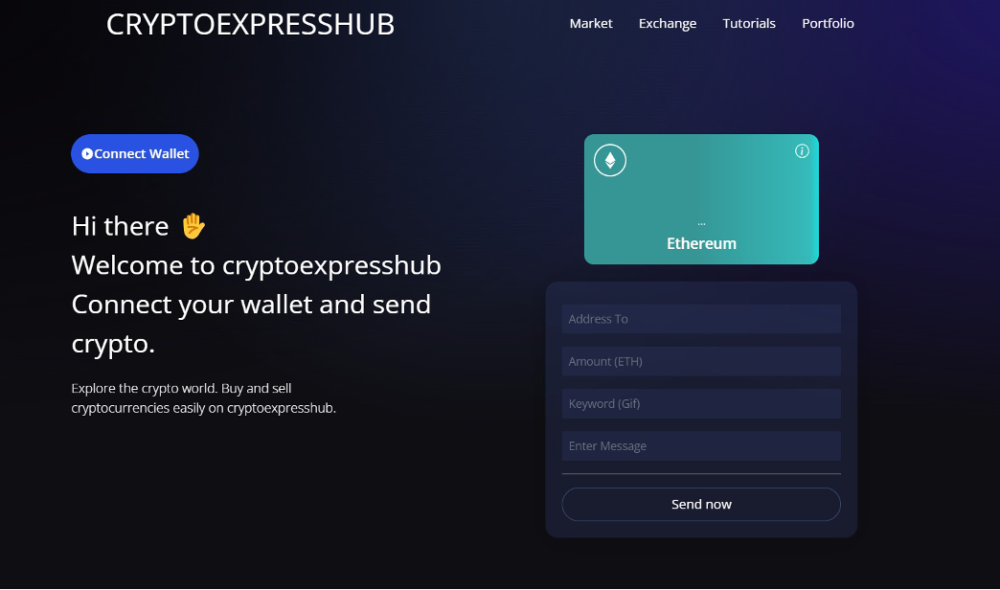 CRYPTOEXPRESSHUB
Market Exchange Tutorials Portfolio
Connect Wallet
Hi there ✋
Welcome to cryptoexpresshub
Connect your wallet and send
crypto.
Explore the crypto world. Buy and sell
cryptocurrencies easily on cryptoexpresshub.
...
Ethereum
Address To
Amount (ETH)
Keyword (Gif)
Enter Message
Send now